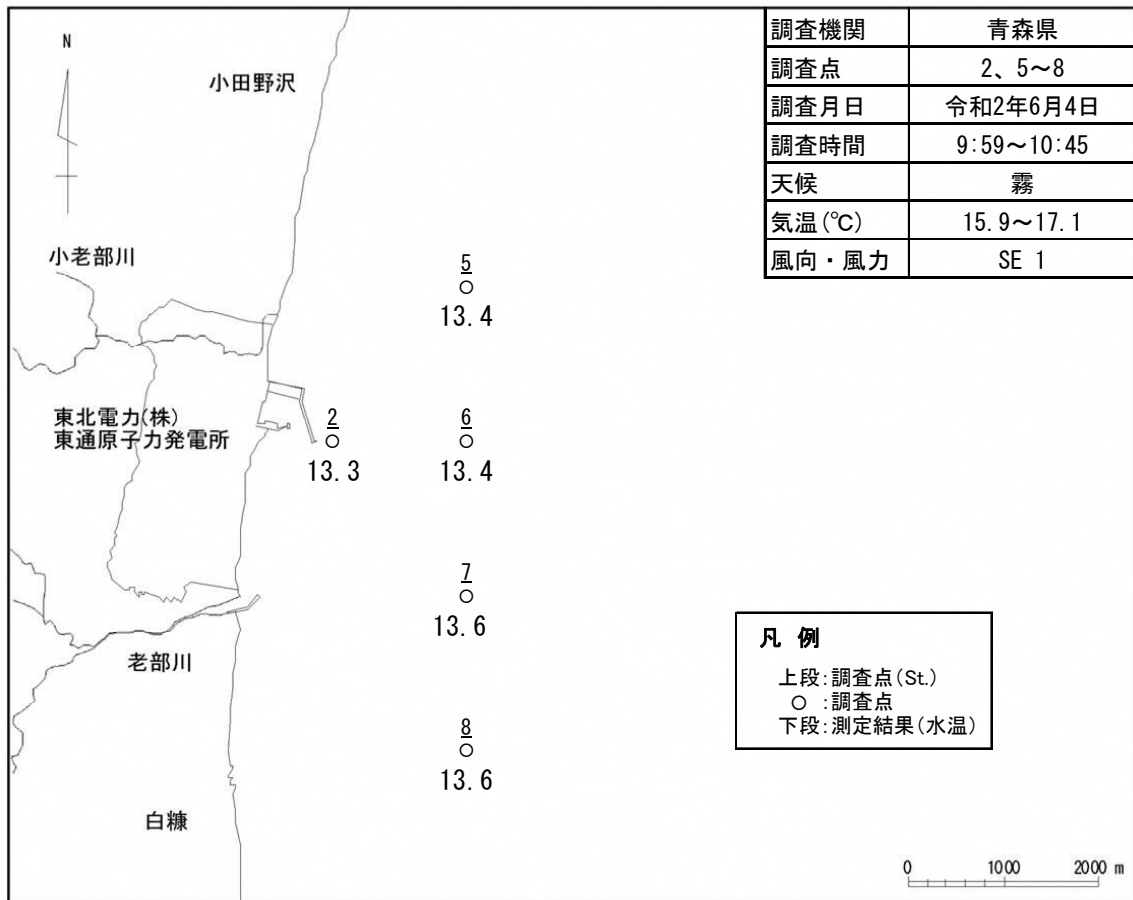 調査機関 青森県
調査点 2、5～8
調査月日 令和2年6月4日
調査時間 9:59～10:45
天候 霧
気温(℃) 15.9～17.1
風向・風力 SE 1
N
小田野沢
小老部川
5
13.4
東北電力(株)
東通原子力発電所
2
13.3
6
13.4
7
13.6
老部川
8
13.6
白糠
凡 例
上段:調査点(St.)
○ :調査点
下段:測定結果(水温)
0 1000 2000 m